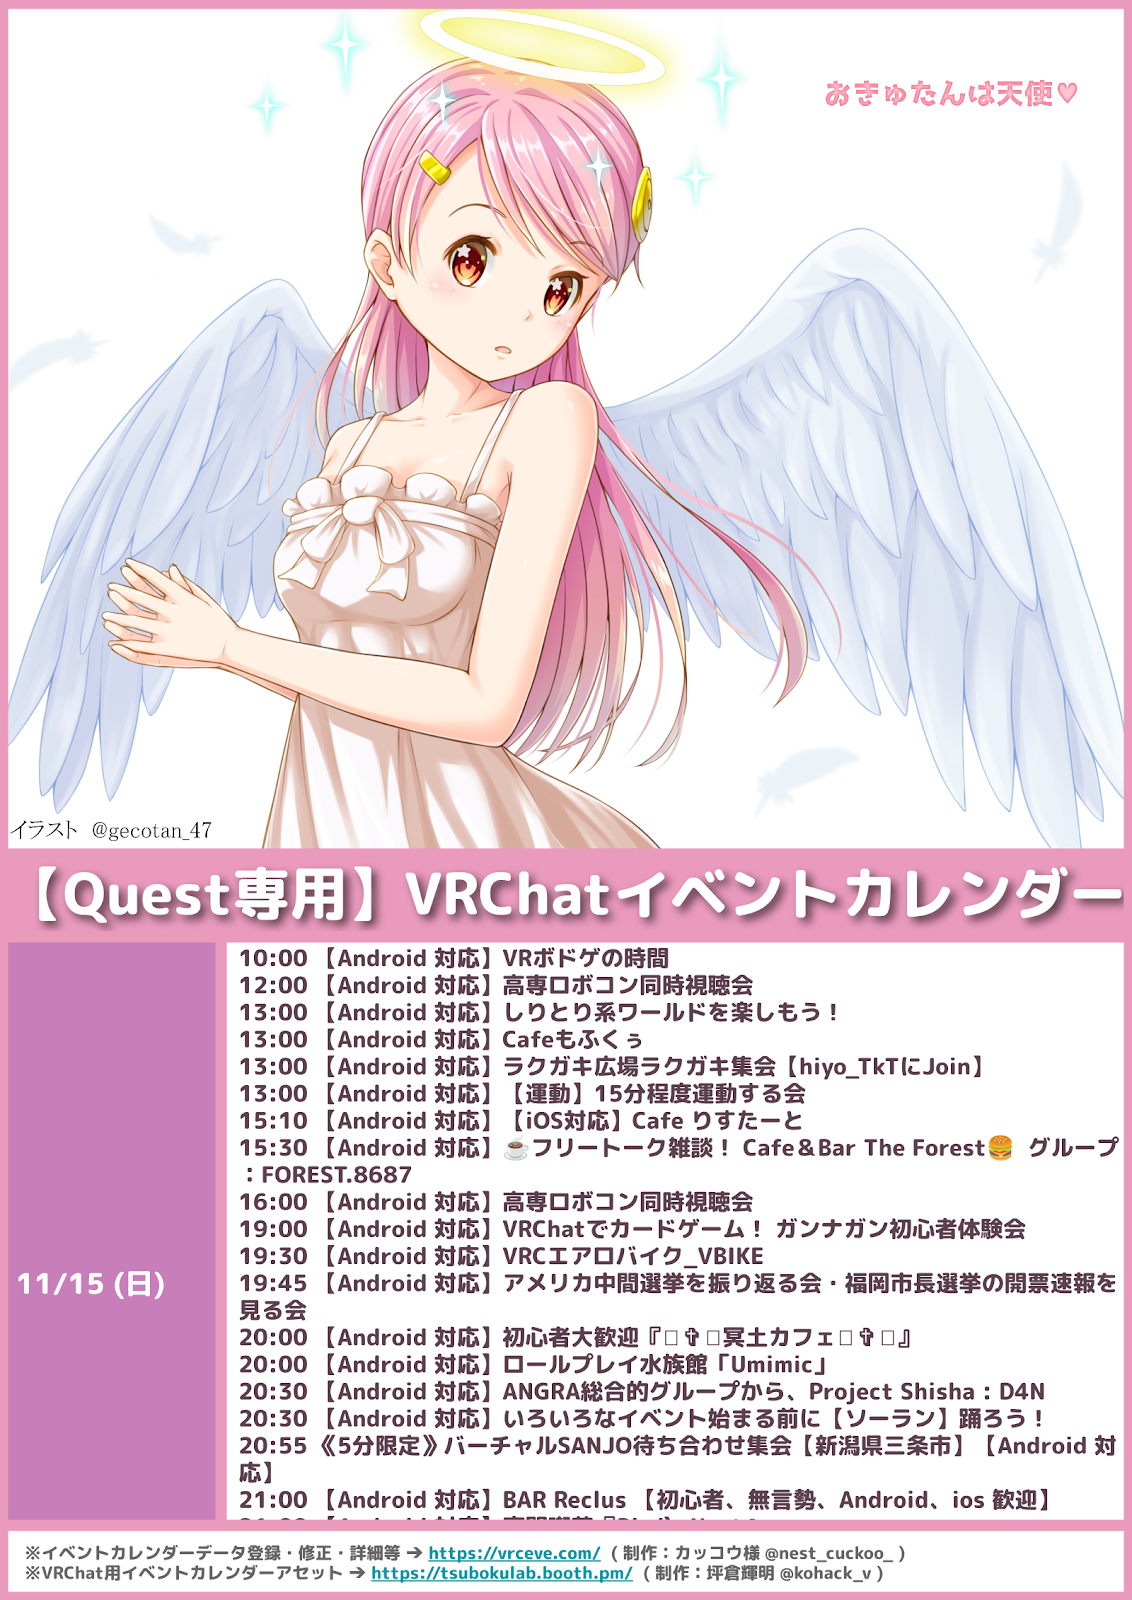 おきゅたんは天使♥
イラスト @gecotan_47
【Quest専用】VRChatイベントカレンダー
11/15 (日)
10:00 【Android 対応】VRボドゲの時間
12:00 【Android 対応】高専ロボコン同時視聴会
13:00 【Android 対応】しりとり系ワールドを楽しもう！
13:00 【Android 対応】Cafeもふくぅ
13:00 【Android 対応】ラクガキ広場ラクガキ集会【hiyo_TkTにJoin】
13:00 【Android 対応】【運動】15分程度運動する会
15:10 【Android 対応】【iOS対応】Cafe りすたーと
15:30 【Android 対応】☕フリートーク雑談！ Cafe＆Bar The Forest🍔 グループ
：FOREST.8687
16:00 【Android 対応】高専ロボコン同時視聴会
19:00 【Android 対応】VRChatでカードゲーム！ ガンナガン初心者体験会
19:30 【Android 対応】VRCエアロバイク_VBIKE
19:45 【Android 対応】アメリカ中間選挙を振り返る会・福岡市長選挙の開票速報を
見る会
20:00 【Android 対応】初心者大歓迎『▯✞▯冥土カフェ▯✞▯』
20:00 【Android 対応】ロールプレイ水族館「Umimic」
20:30 【Android 対応】ANGRA総合的グループから、Project Shisha : D4N
20:30 【Android 対応】いろいろなイベント始まる前に【ソーラン】踊ろう！
20:55 《5分限定》バーチャルSANJO待ち合わせ集会【新潟県三条市】【Android 対
応】
21:00 【Android 対応】BAR Reclus 【初心者、無言勢、Android、ios 歓迎】
※イベントカレンダーデータ登録・修正・詳細等 → https://vrceve.com/ ( 制作：カッコウ様 @nest_cuckoo_ )
※VRChat用イベントカレンダーアセット → https://tsubokulab.booth.pm/ ( 制作：坪倉輝明 @kohack_v )